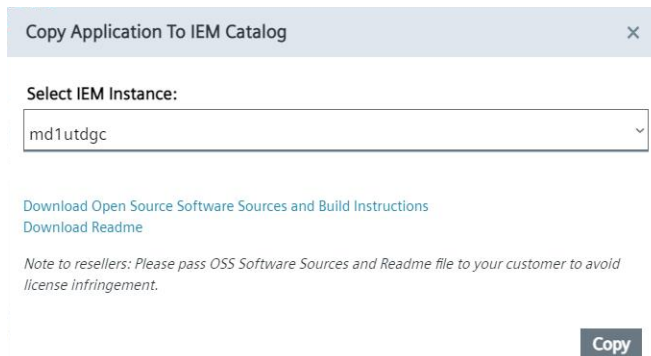 Copy Application To IEM Catalog
Select IEM Instance:
md1utdgc
Download Open Source Software Sources and Build Instructions
Download Readme
Note to resellers: Please pass OSS Software Sources and Readme file to your customer to avoid
license infringement.
Copy